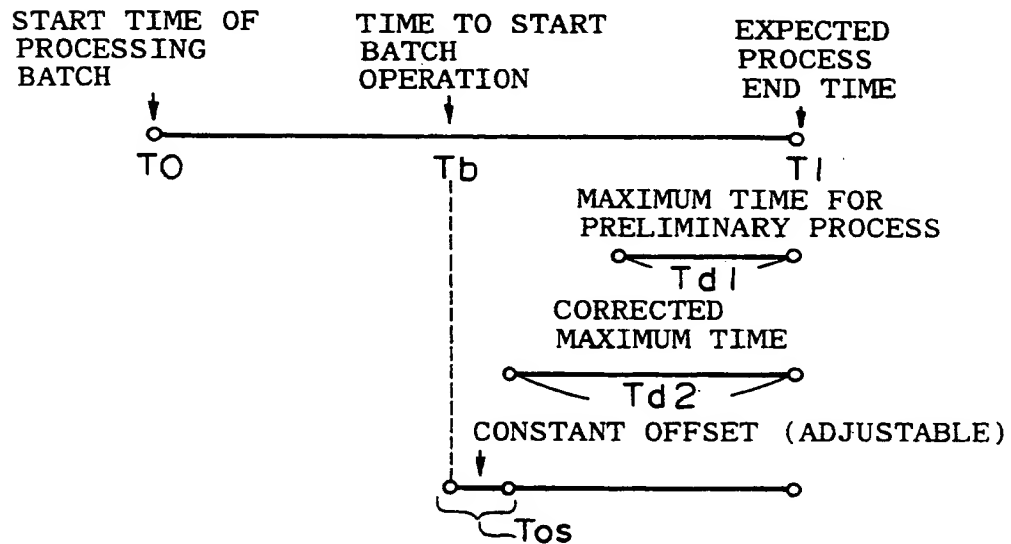 START TIME OF
PROCESSING
BATCH
TIME TO START
BATCH
OPERATION
EXPECTED
PROCESS
END TIME
TO
Tb
T1
MAXIMUM TIME FOR
PRELIMINARY PROCESS
Td1
CORRECTED
MAXIMUM TIME
Td2
CONSTANT OFFSET (ADJUSTABLE)
Tos